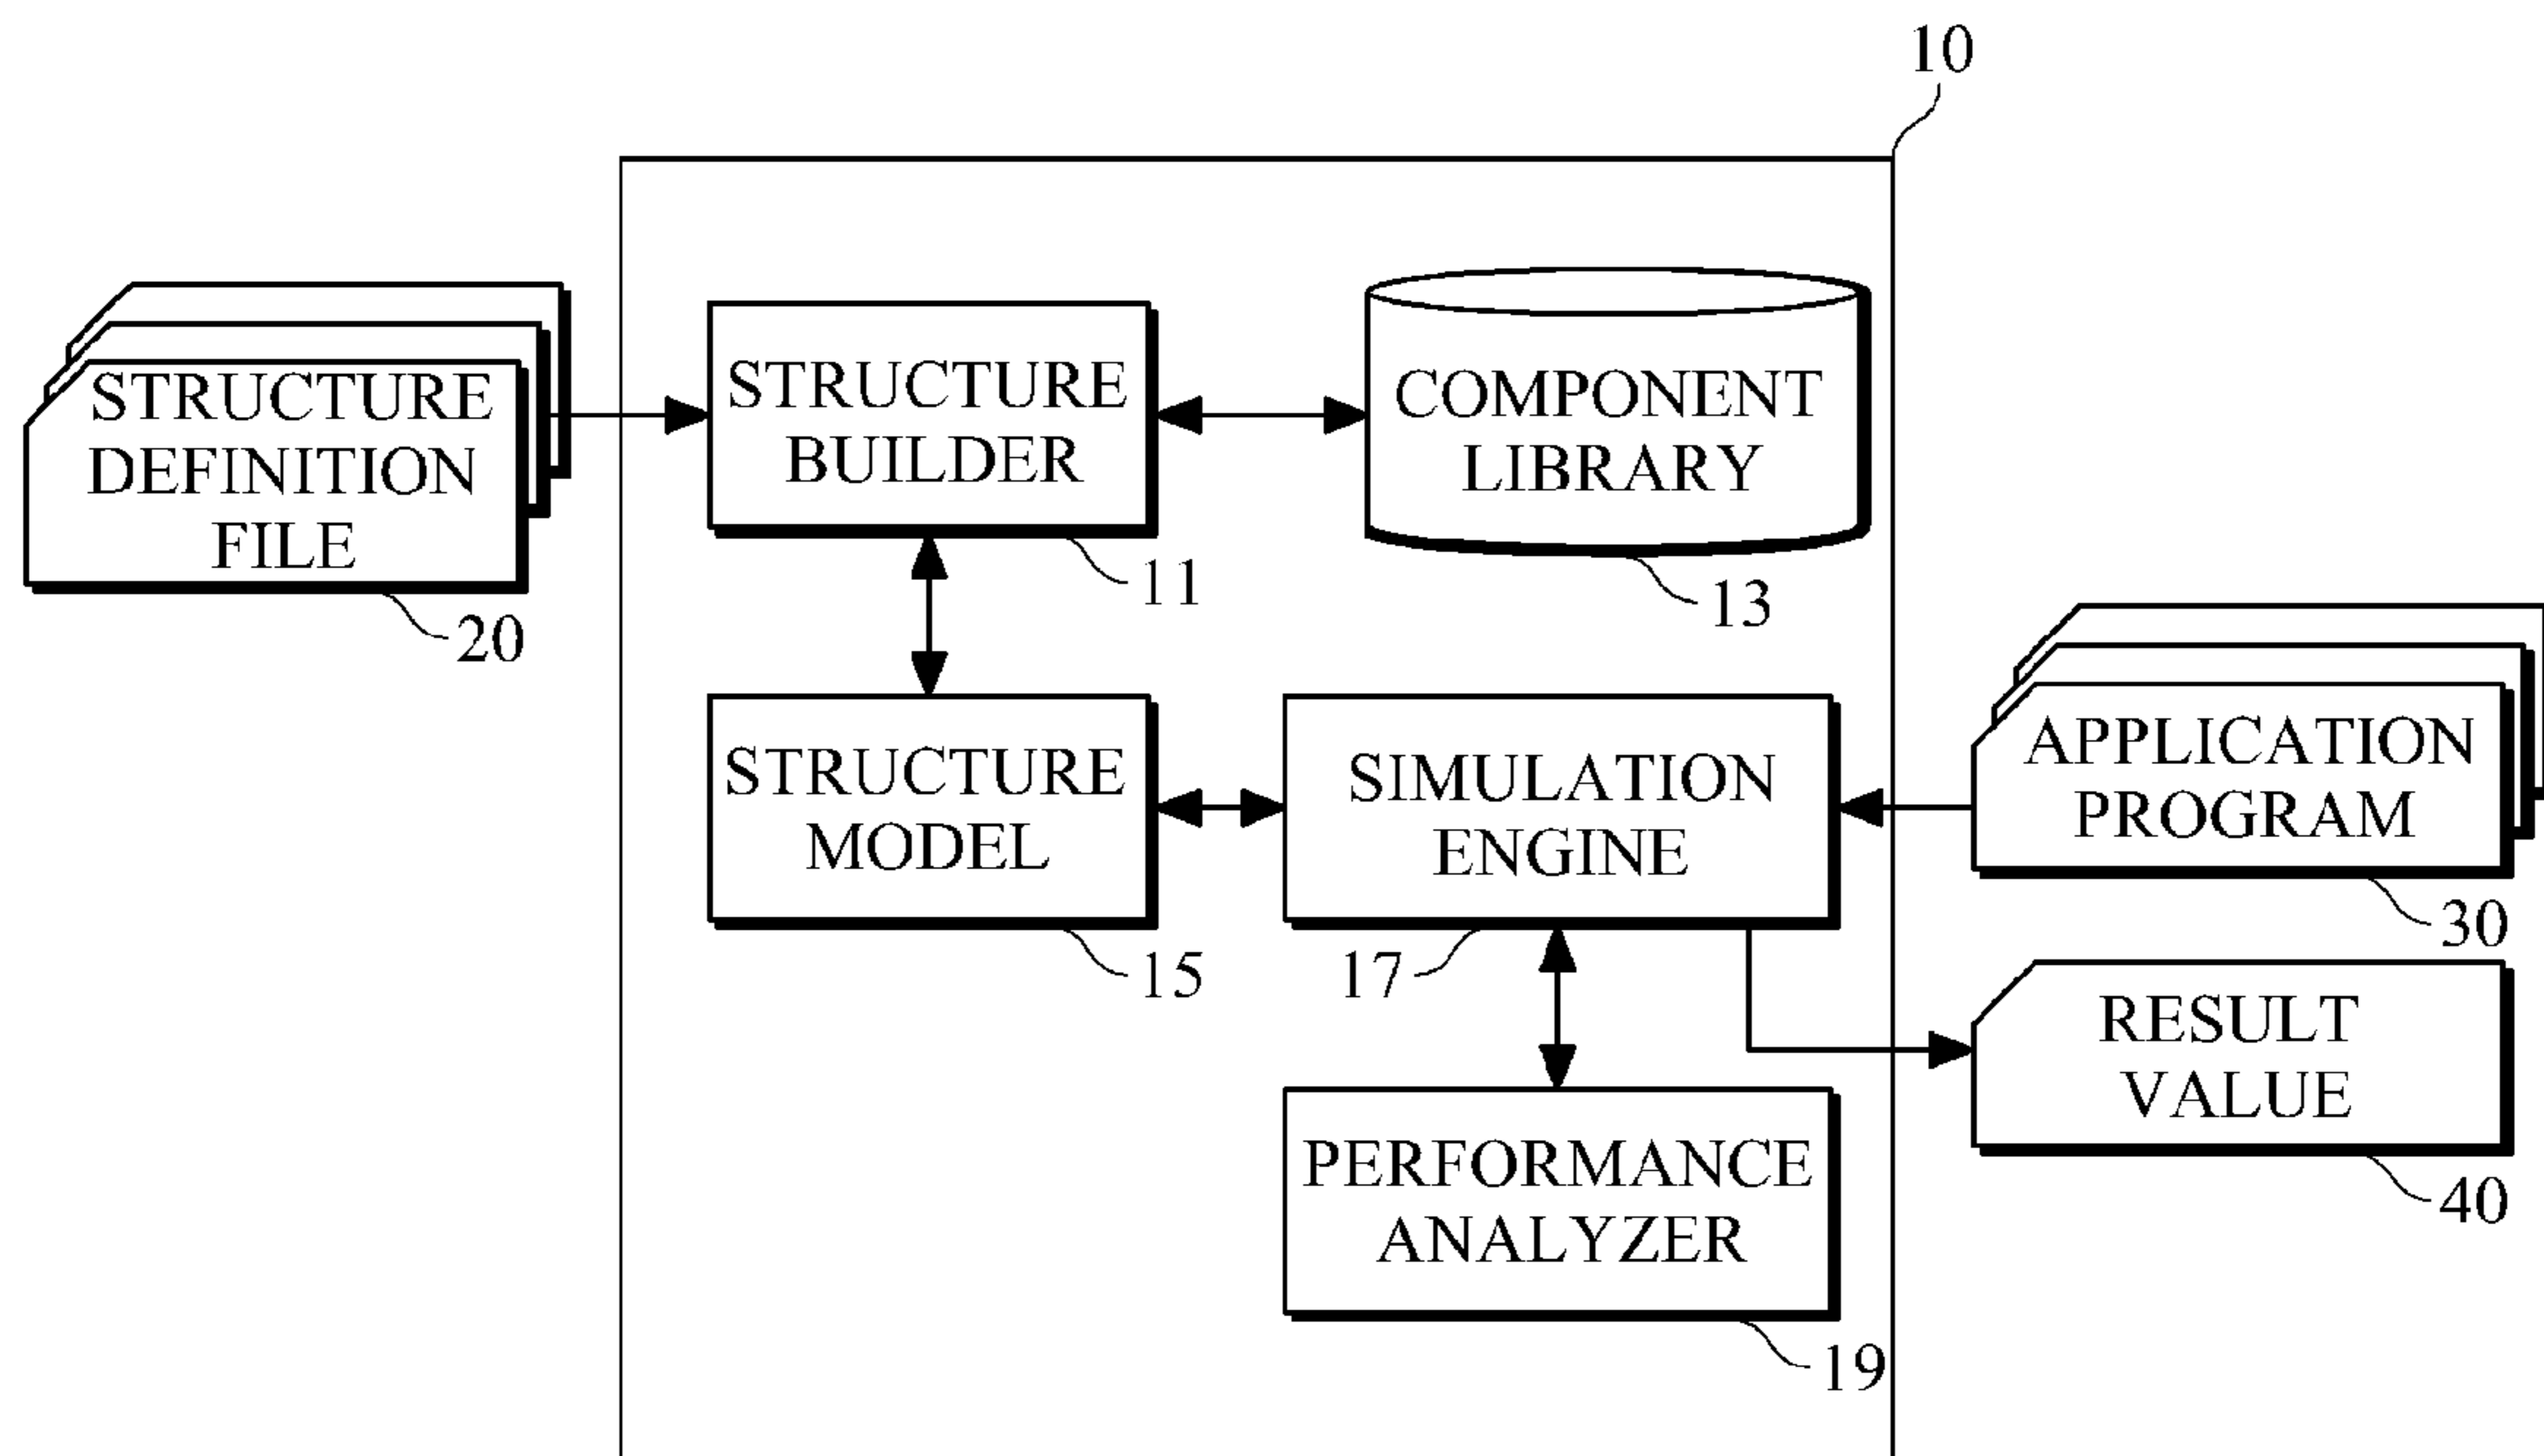 10
STRUCTURE
DEFINITION
FILE
20
STRUCTURE
BUILDER
11
COMPONENT
LIBRARY
13
STRUCTURE
MODEL
15
SIMULATION
ENGINE
17
APPLICATION
PROGRAM
30
RESULT
VALUE
40
PERFORMANCE
ANALYZER
19